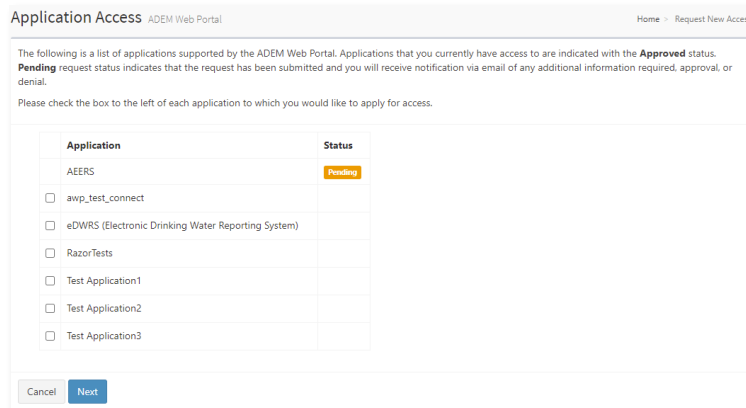 Application Access ADEM Web Portal
Home > Request New Acces
The following is a list of applications supported by the ADEM Web Portal. Applications that you currently have access to are indicated with the Approved status.
Pending request status indicates that the request has been submitted and you will receive notification via email of any additional information required, approval, or
denial.
Please check the box to the left of each application to which you would like to apply for access.
Application Status
AEERS Pending
awp_test_connect
eDWRS (Electronic Drinking Water Reporting System)
RazorTests
Test Application1
Test Application2
Test Application3
Cancel Next